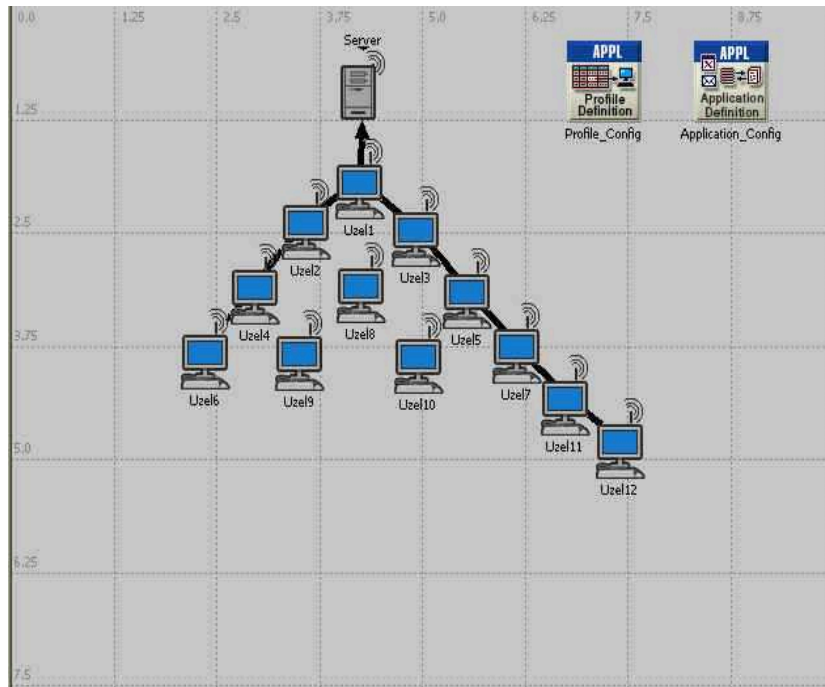 0.0 1.25 2.5 3.75 5.0 6.25 7.5 8.75
Server
APPL
Profile
Definition
Profile_Config
APPL
Application
Definition
Application_Config
1.25
Uzel1
2.5
Uzel2
Uzel3
Uzel4
Uzel8
Uzel5
3.75
Uzel6
Uzel9
Uzel10
Uzel7
Uzel11
5.0
Uzel12
6.25
7.5